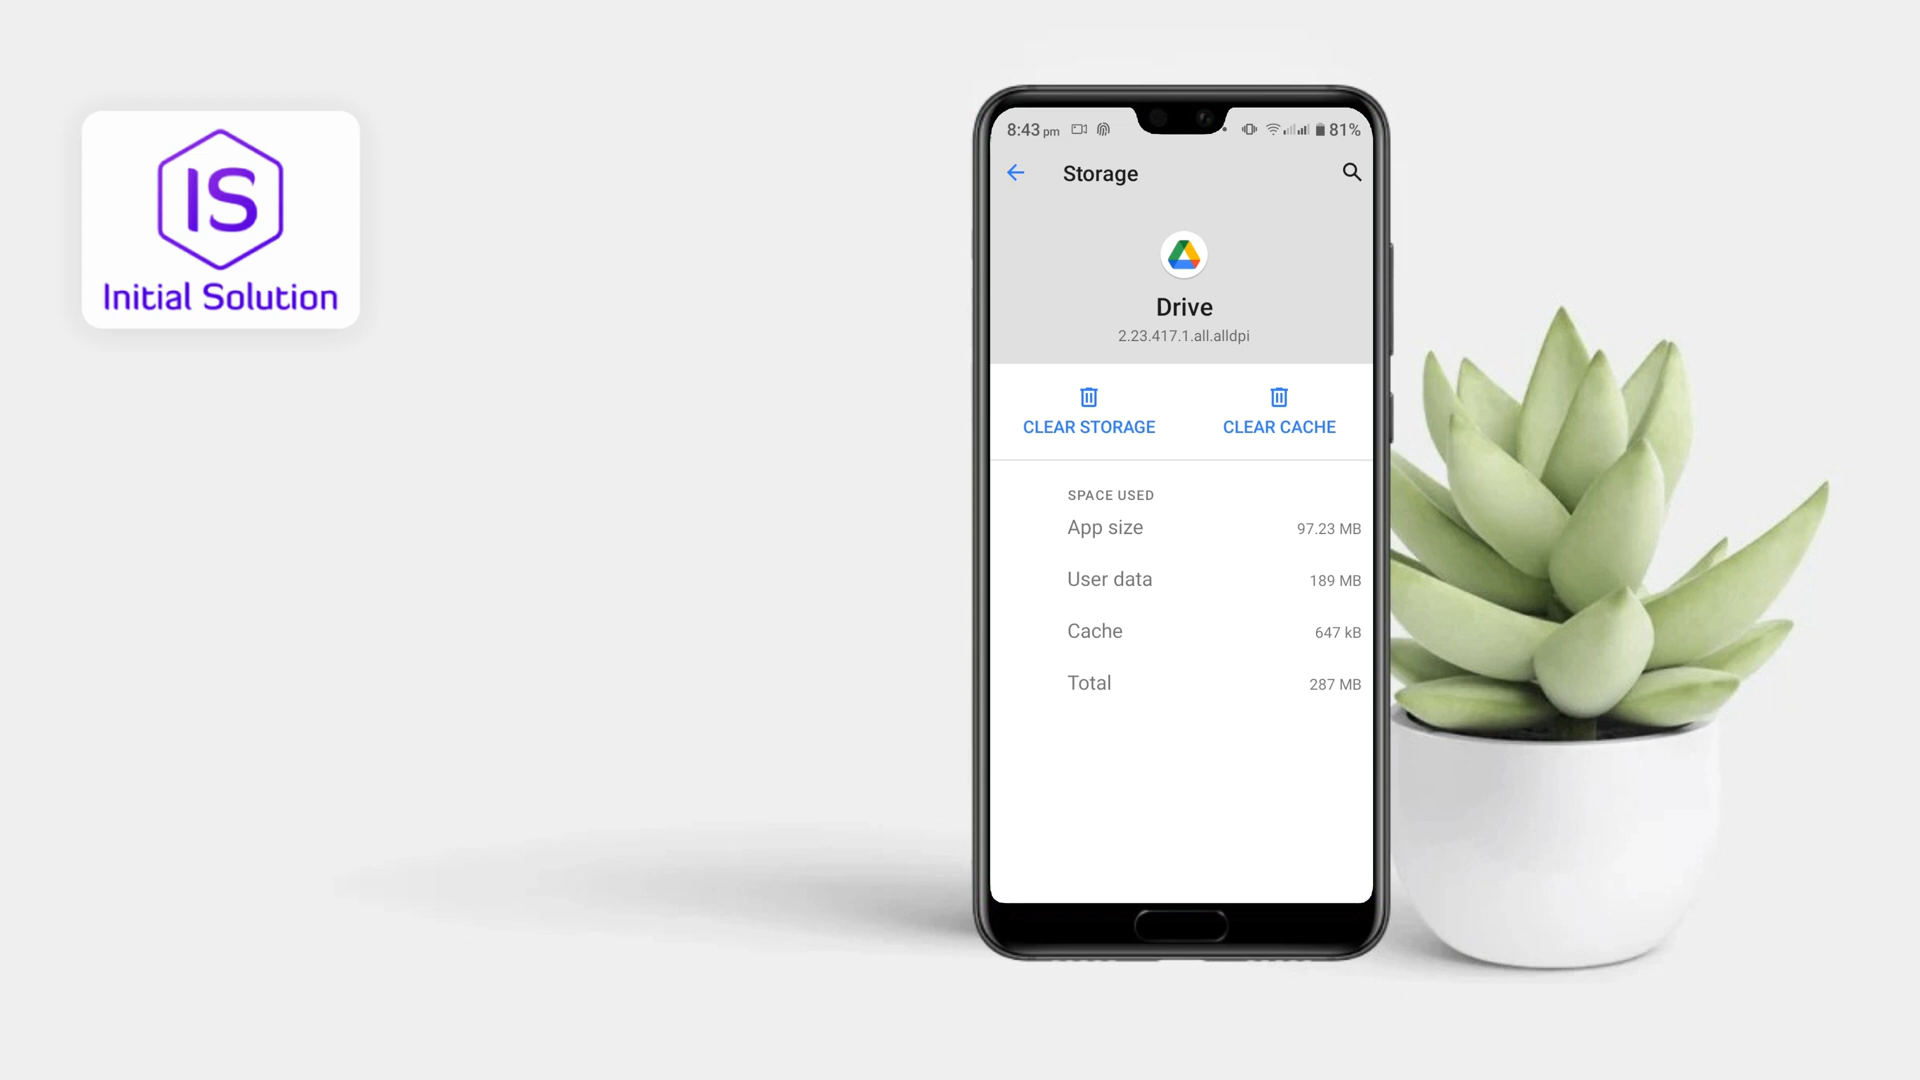 IS
Initial Solution
8:43 pm 81%
Storage
Drive
2.23.417.1.all.alldpi
CLEAR STORAGE CLEAR CACHE
SPACE USED
App size 97.23 MB
User data 189 MB
Cache 647 kB
Total 287 MB